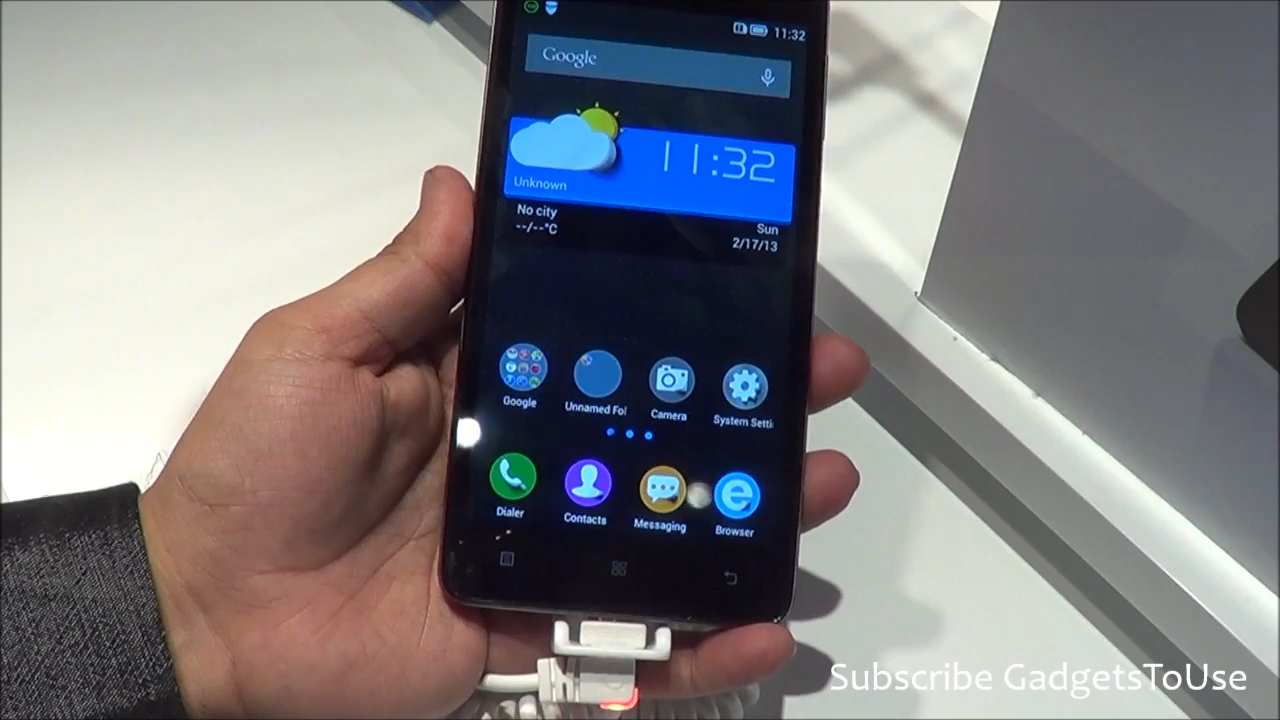 11:32
Google
11:32
Unknown
No city
--/--°C
Sun
2/17/13
Google
Unnamed Fol
Camera
System Setti
Dialer
Contacts
Messaging
Browser
Subscribe GadgetsToUse